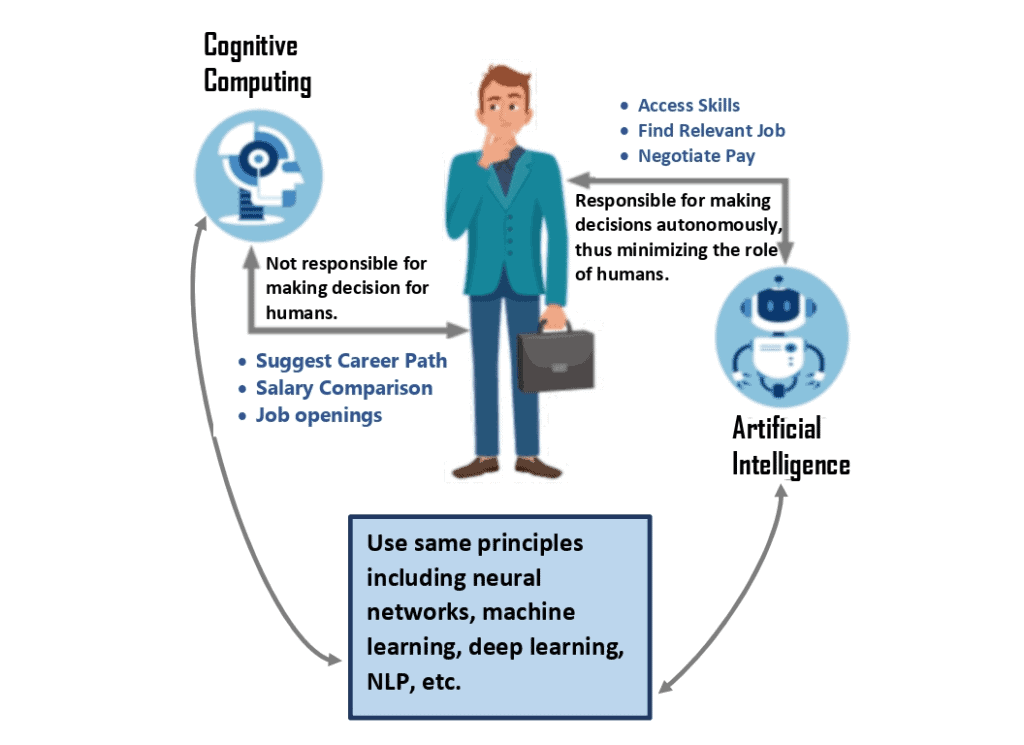 Cognitive
Computing
• Access Skills
• Find Relevant Job
• Negotiate Pay
Responsible for making
decisions autonomously,
thus minimizing the role
of humans.
Not responsible for
making decision for
humans.
• Suggest Career Path
• Salary Comparison
• Job openings
Artificial
Intelligence
Use same principles
including neural
networks, machine
learning, deep learning,
NLP, etc.